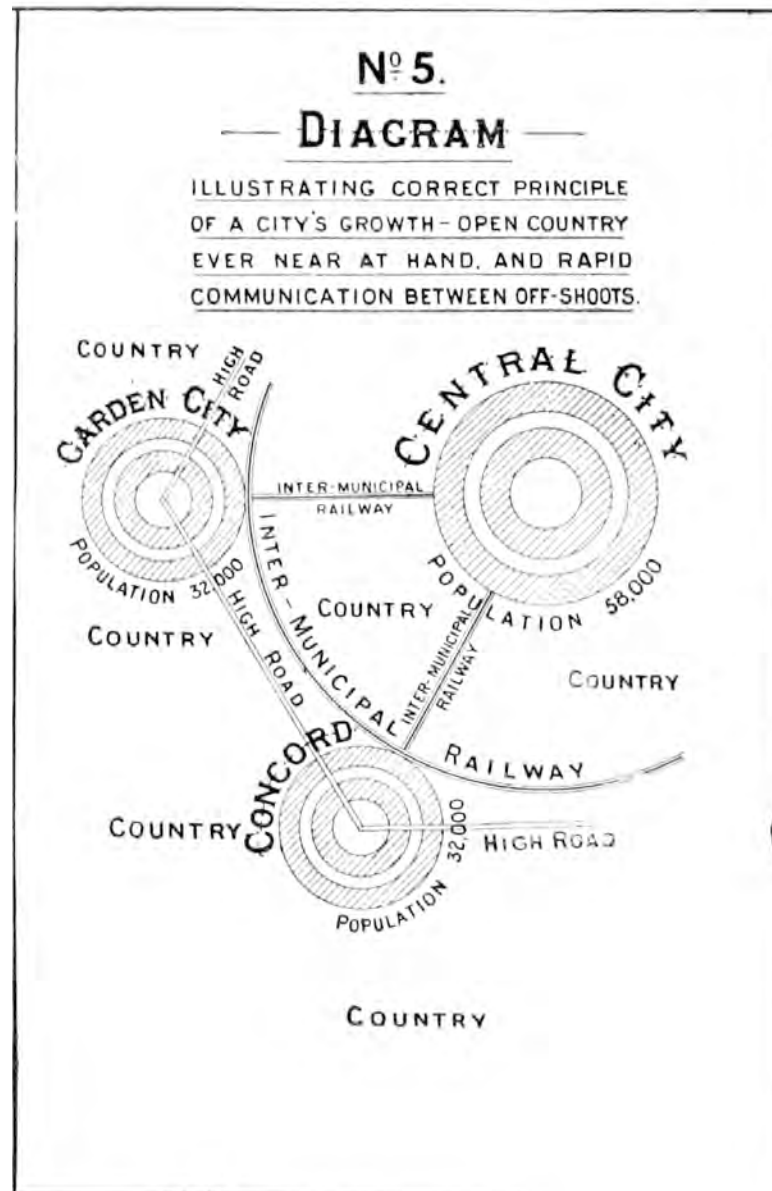 Nº 5.
DIAGRAM
ILLUSTRATING CORRECT PRINCIPLE
OF A CITY'S GROWTH - OPEN COUNTRY
EVER NEAR AT HAND, AND RAPID
COMMUNICATION BETWEEN OFF-SHOOTS.
COUNTRY
HIGH
ROAD
COUNTRY
GARDEN CITY
CENTRAL CITY
INTER-MUNICIPAL
RAILWAY
POPULATION 32,000
POPULATION 58,000
COUNTRY
COUNTRY
HIGH ROAD
INTER-MUNICIPAL RAILWAY
INTER-MUNICIPAL
RAILWAY
COUNTRY
CONCORD
COUNTRY
HIGH ROAD
POPULATION 32,000
COUNTRY